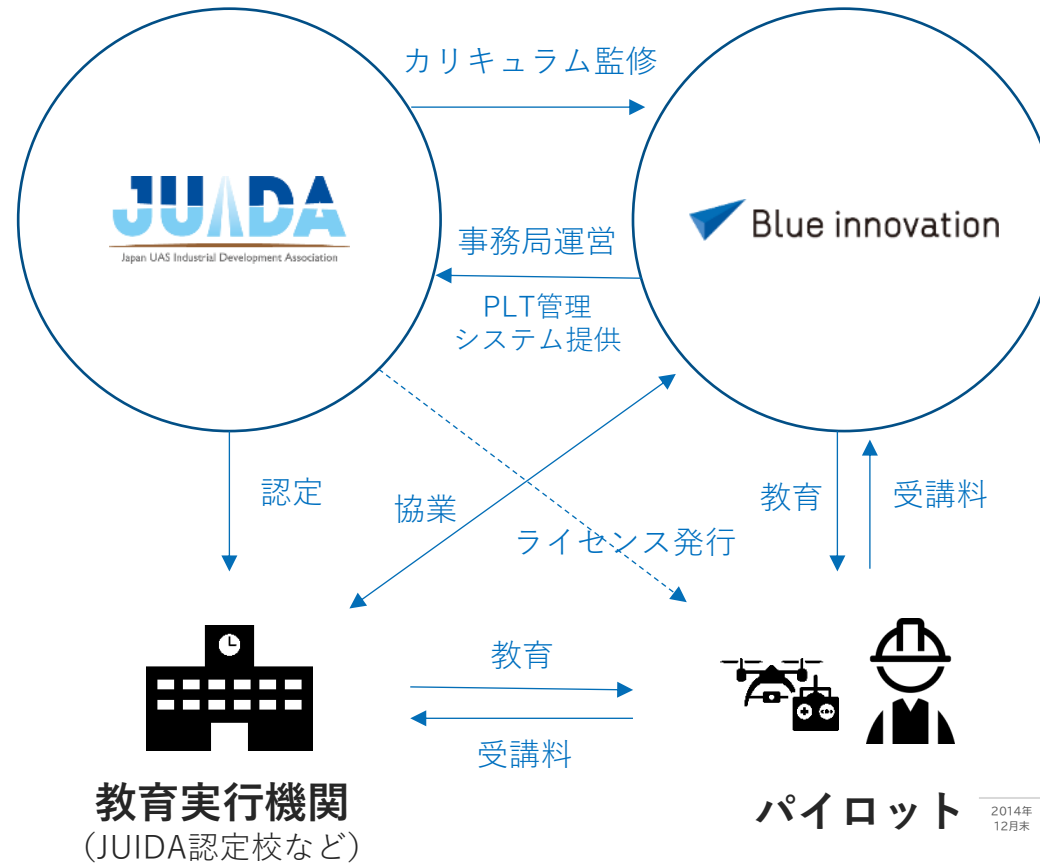 カリキュラム監修
JUIDA
Japan UAS Industrial Development Association
Blue innovation
事務局運営
PLT管理
システム提供
認定
協業
ライセンス発行
教育
受講料
教育
受講料
教育実行機関
(JUIDA認定校など)
パイロット
2014年
12月末